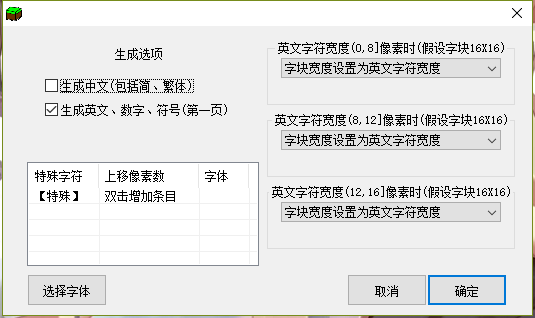 生成选项
生成中文(包括简、繁体)
生成英文、数字、符号(第一页)
特殊字符 上移像素数 字体
【特殊】 双击增加条目
选择字体
英文字符宽度(0,8]像素时(假设字块16X16)
字块宽度设置为英文字符宽度
英文字符宽度(8,12]像素时(假设字块16X16)
字块宽度设置为英文字符宽度
英文字符宽度(12,16]像素时(假设字块16X16)
字块宽度设置为英文字符宽度
取消 确定